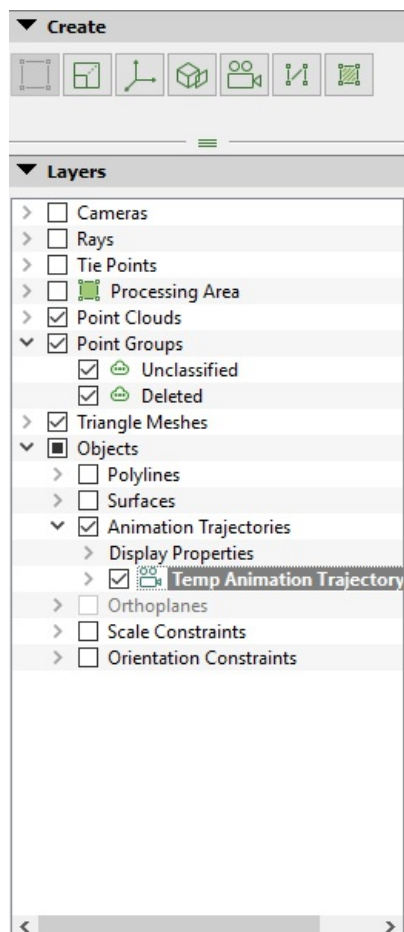 Create
Layers
Cameras
Rays
Tie Points
Processing Area
Point Clouds
Point Groups
Unclassified
Deleted
Triangle Meshes
Objects
Polylines
Surfaces
Animation Trajectories
Display Properties
Temp Animation Trajectory
Orthoplanes
Scale Constraints
Orientation Constraints